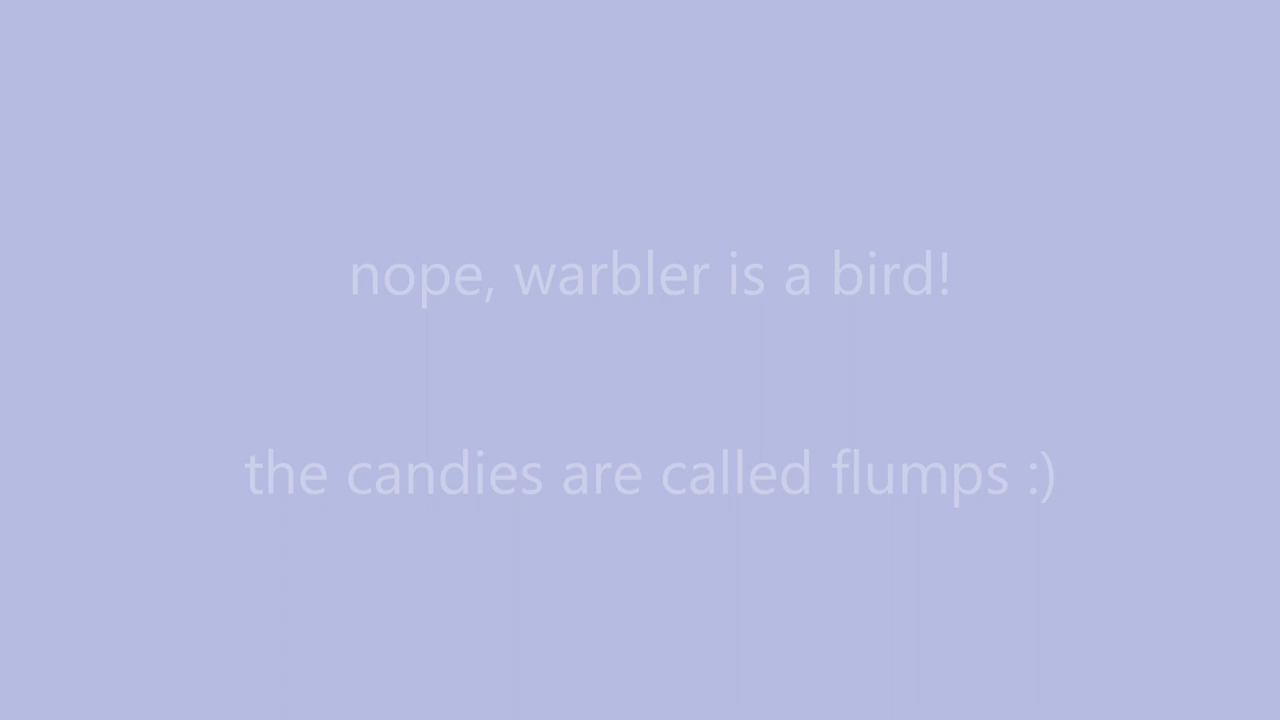 nope, warbler is a bird!
the candies are called flumps :)